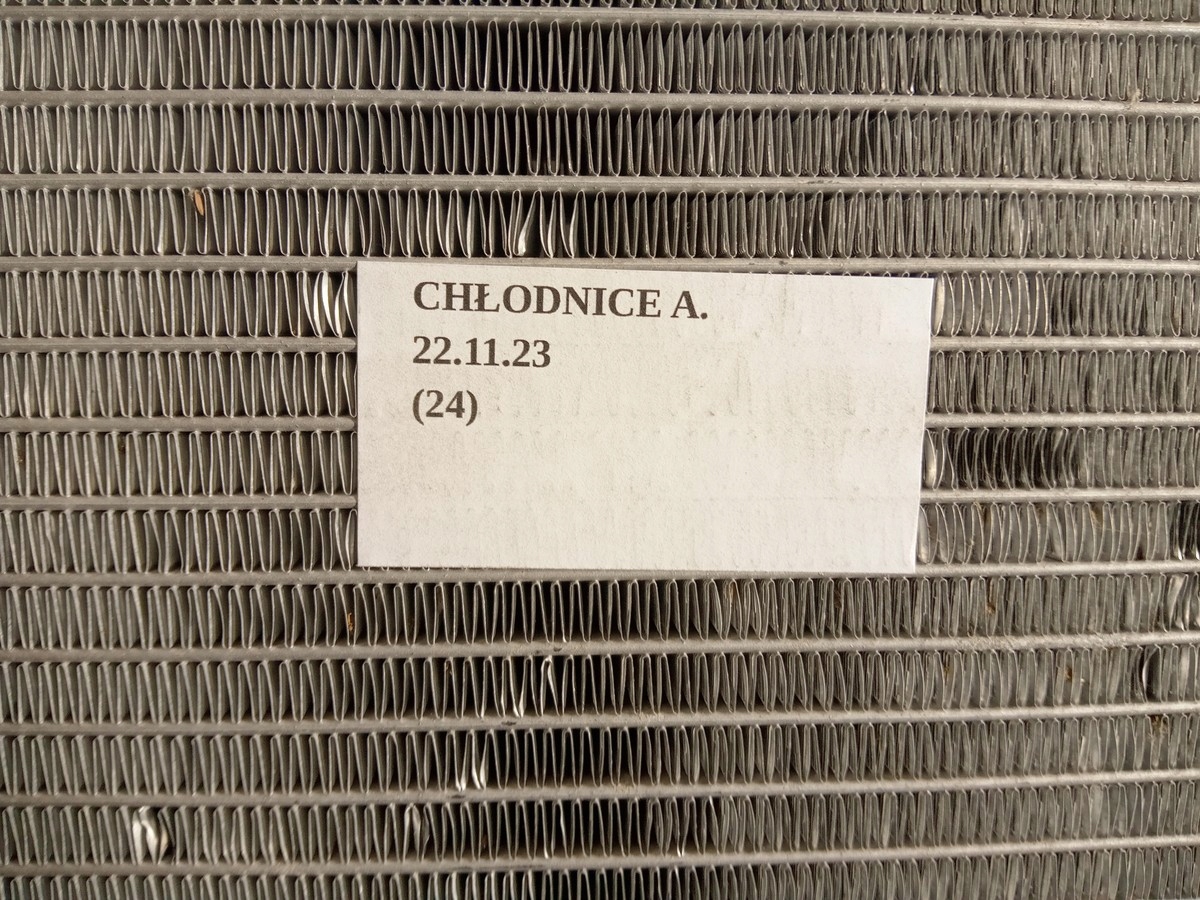 CHŁODNICE A.
22.11.23
(24)